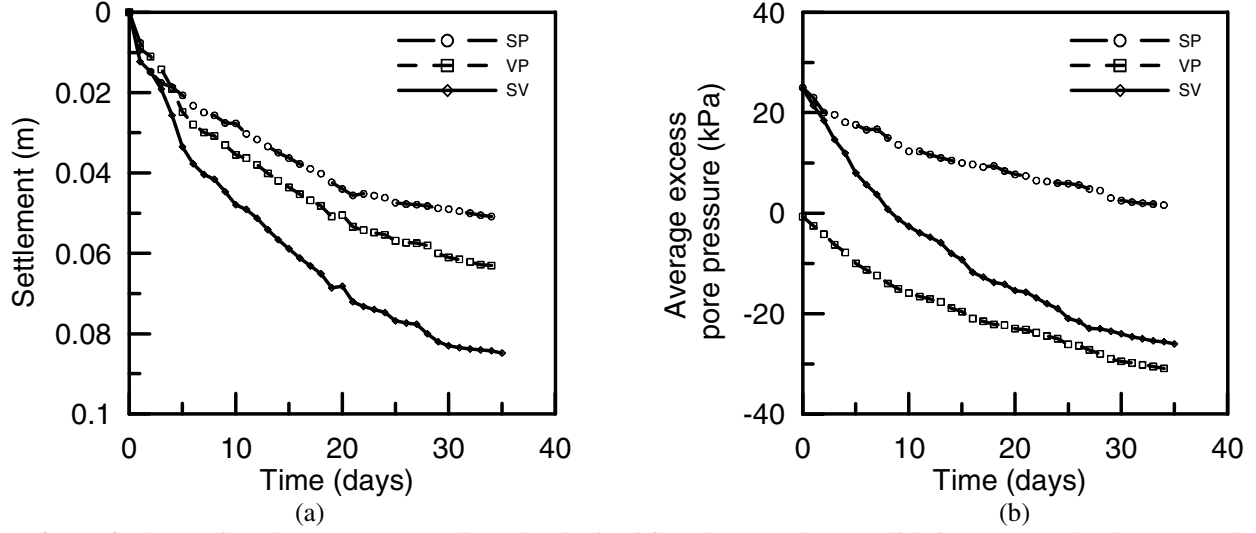 0
0.02
0.04
0.06
0.08
0.1
Settlement (m)
SP
VP
SV
0
10
20
30
40
Time (days)
(a)
40
20
0
-20
-40
Average excess
pore pressure (kPa)
SP
VP
SV
0
10
20
30
40
Time (days)
(b)